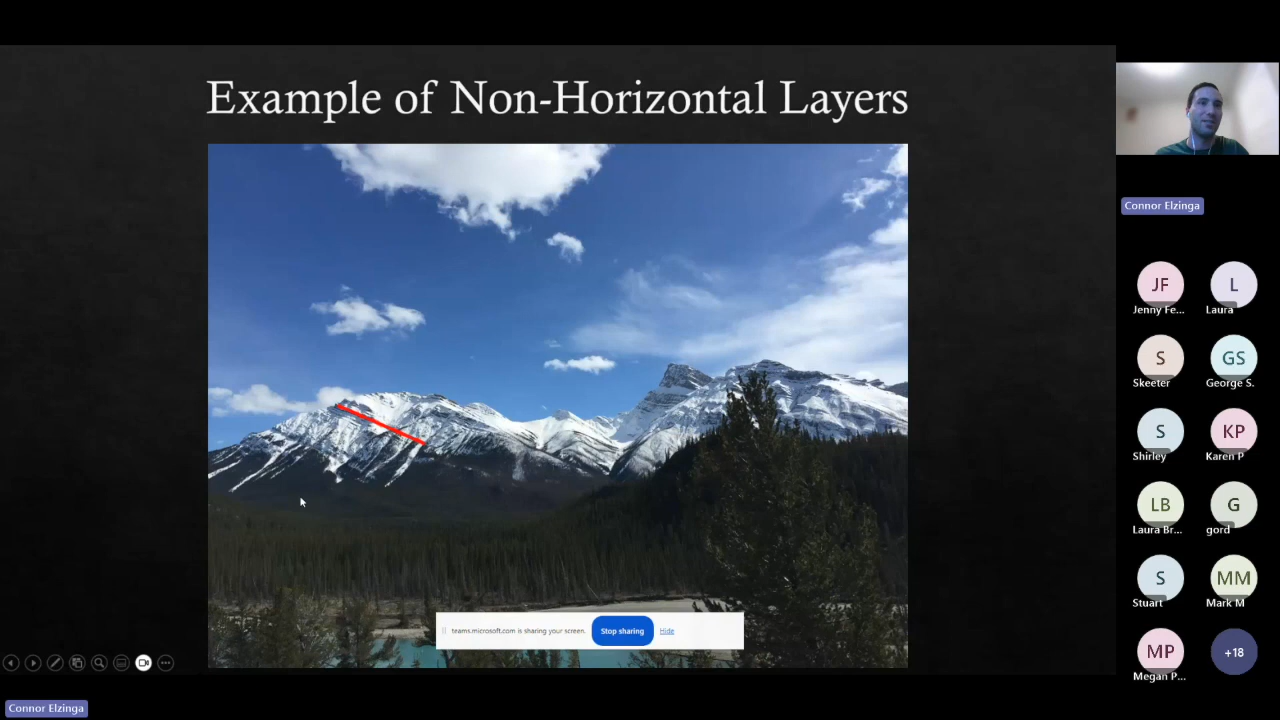 Example of Non-Horizontal Layers
Connor Elzinga
JF
Jenny Fe...
L
Laura
S
Skeeter
GS
George S.
S
Shirley
KP
Karen P
LB
Laura Br...
G
gord
S
Stuart
MM
Mark M
MP
Megan P...
+18
teams.microsoft.com is sharing your screen.
Stop sharing
Hide
Connor Elzinga